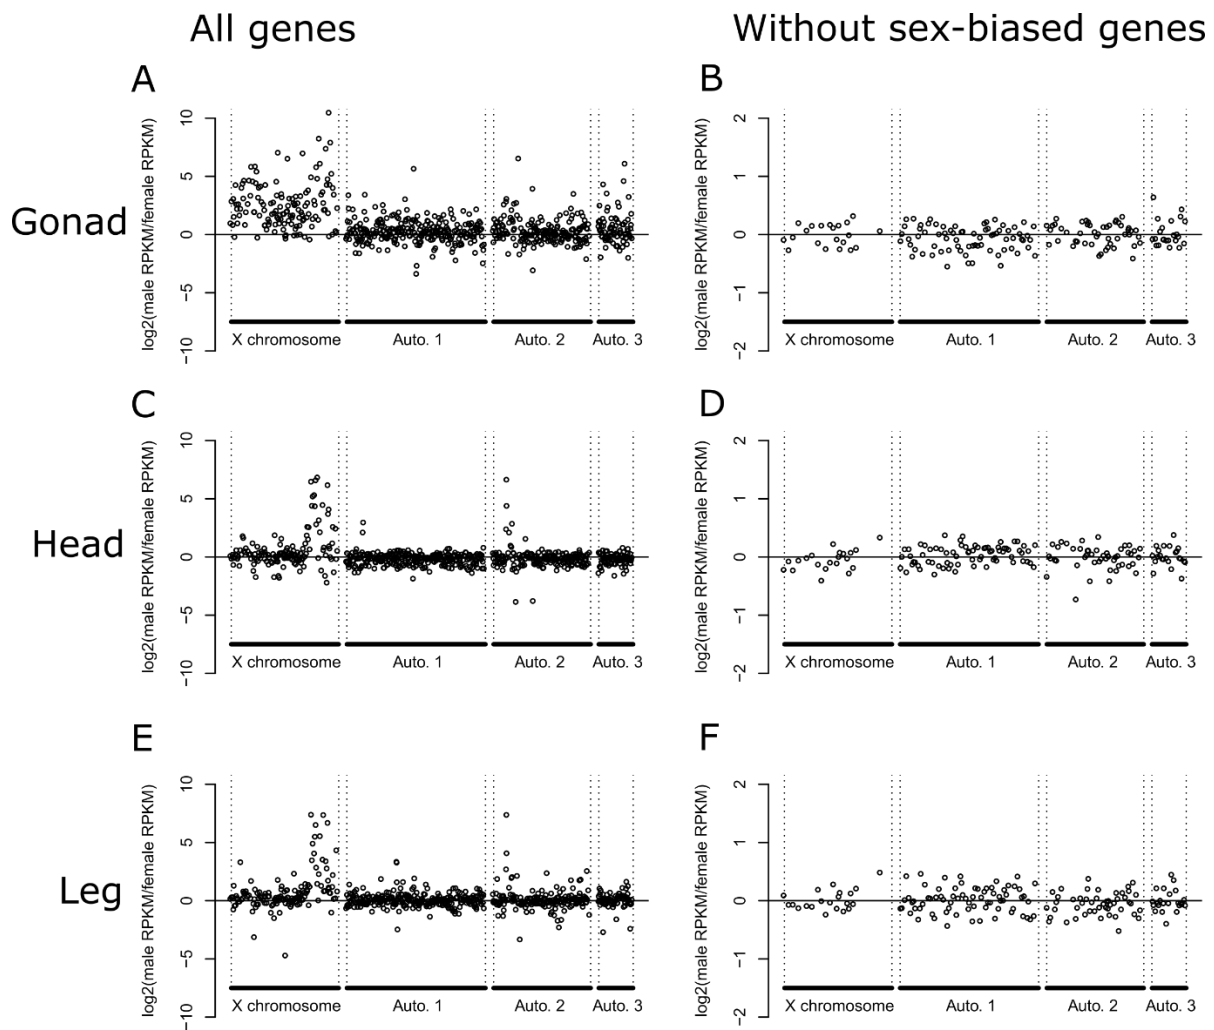 All genes
Without sex-biased genes
A
B
Gonad
log2(male RPKM/female RPKM)
10
5
0
−5
−10
X chromosome
Auto. 1
Auto. 2
Auto. 3
log2(male RPKM/female RPKM)
2
1
0
−1
−2
X chromosome
Auto. 1
Auto. 2
Auto. 3
C
D
Head
log2(male RPKM/female RPKM)
10
5
0
−5
−10
X chromosome
Auto. 1
Auto. 2
Auto. 3
log2(male RPKM/female RPKM)
2
1
0
−1
−2
X chromosome
Auto. 1
Auto. 2
Auto. 3
E
F
Leg
log2(male RPKM/female RPKM)
10
5
0
−5
−10
X chromosome
Auto. 1
Auto. 2
Auto. 3
log2(male RPKM/female RPKM)
2
1
0
−1
−2
X chromosome
Auto. 1
Auto. 2
Auto. 3